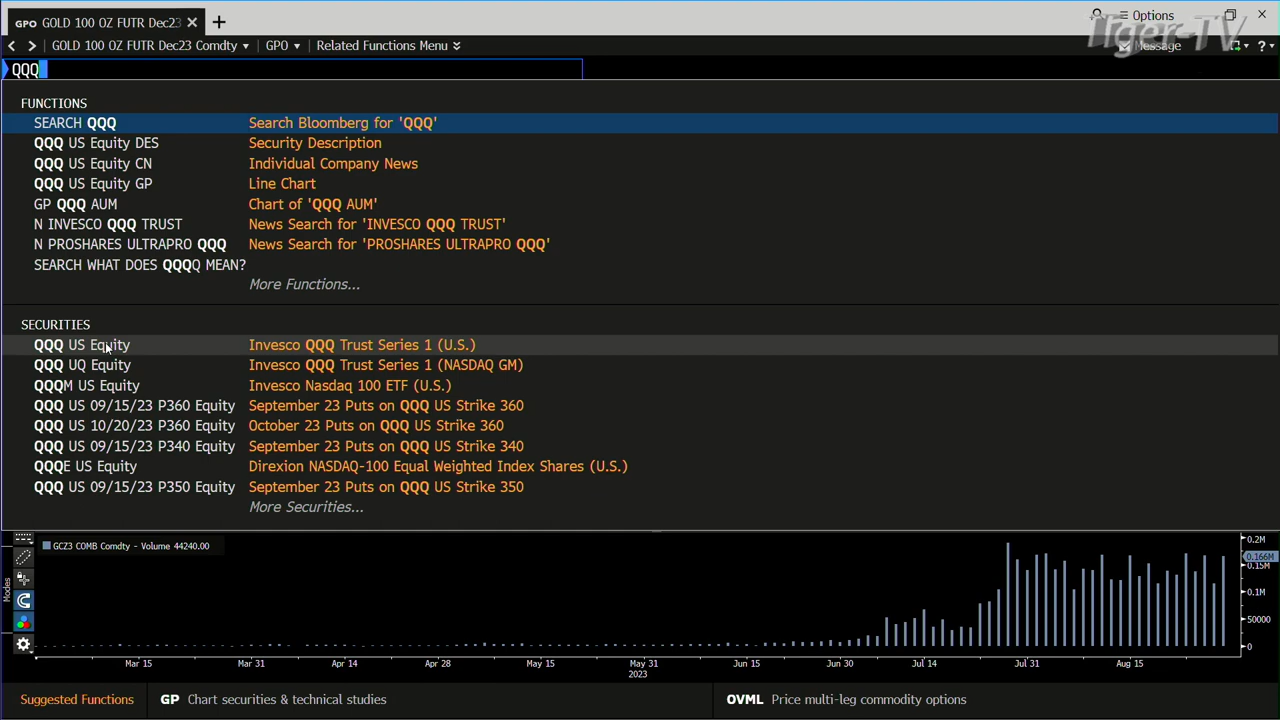 GPO GOLD 100 OZ FUTR Dec23
Options
Tiger-TV
GOLD 100 OZ FUTR Dec23 Comdty GPO Related Functions Menu
Message
?
QQQ
FUNCTIONS
SEARCH QQQ Search Bloomberg for 'QQQ'
QQQ US Equity DES Security Description
QQQ US Equity CN Individual Company News
QQQ US Equity GP Line Chart
GP QQQ AUM Chart of 'QQQ AUM'
N INVESCO QQQ TRUST News Search for 'INVESCO QQQ TRUST'
N PROSHARES ULTRAPRO QQQ News Search for 'PROSHARES ULTRAPRO QQQ'
SEARCH WHAT DOES QQQQ MEAN?
More Functions...
SECURITIES
QQQ US Equity Invesco QQQ Trust Series 1 (U.S.)
QQQ UQ Equity Invesco QQQ Trust Series 1 (NASDAQ GM)
QQQM US Equity Invesco Nasdaq 100 ETF (U.S.)
QQQ US 09/15/23 P360 Equity September 23 Puts on QQQ US Strike 360
QQQ US 10/20/23 P360 Equity October 23 Puts on QQQ US Strike 360
QQQ US 09/15/23 P340 Equity September 23 Puts on QQQ US Strike 340
QQQE US Equity Direxion NASDAQ-100 Equal Weighted Index Shares (U.S.)
QQQ US 09/15/23 P350 Equity September 23 Puts on QQQ US Strike 350
More Securities...
GCZ3 COMB Comdty - Volume 44240.00
0.2M
0.166M
0.15M
0.1M
50000
0
Modes
Mar 15 Mar 31 Apr 14 Apr 28 May 15 May 31 Jun 15 Jun 30 Jul 14 Jul 31 Aug 15
2023
Suggested Functions GP Chart securities & technical studies OVML Price multi-leg commodity options